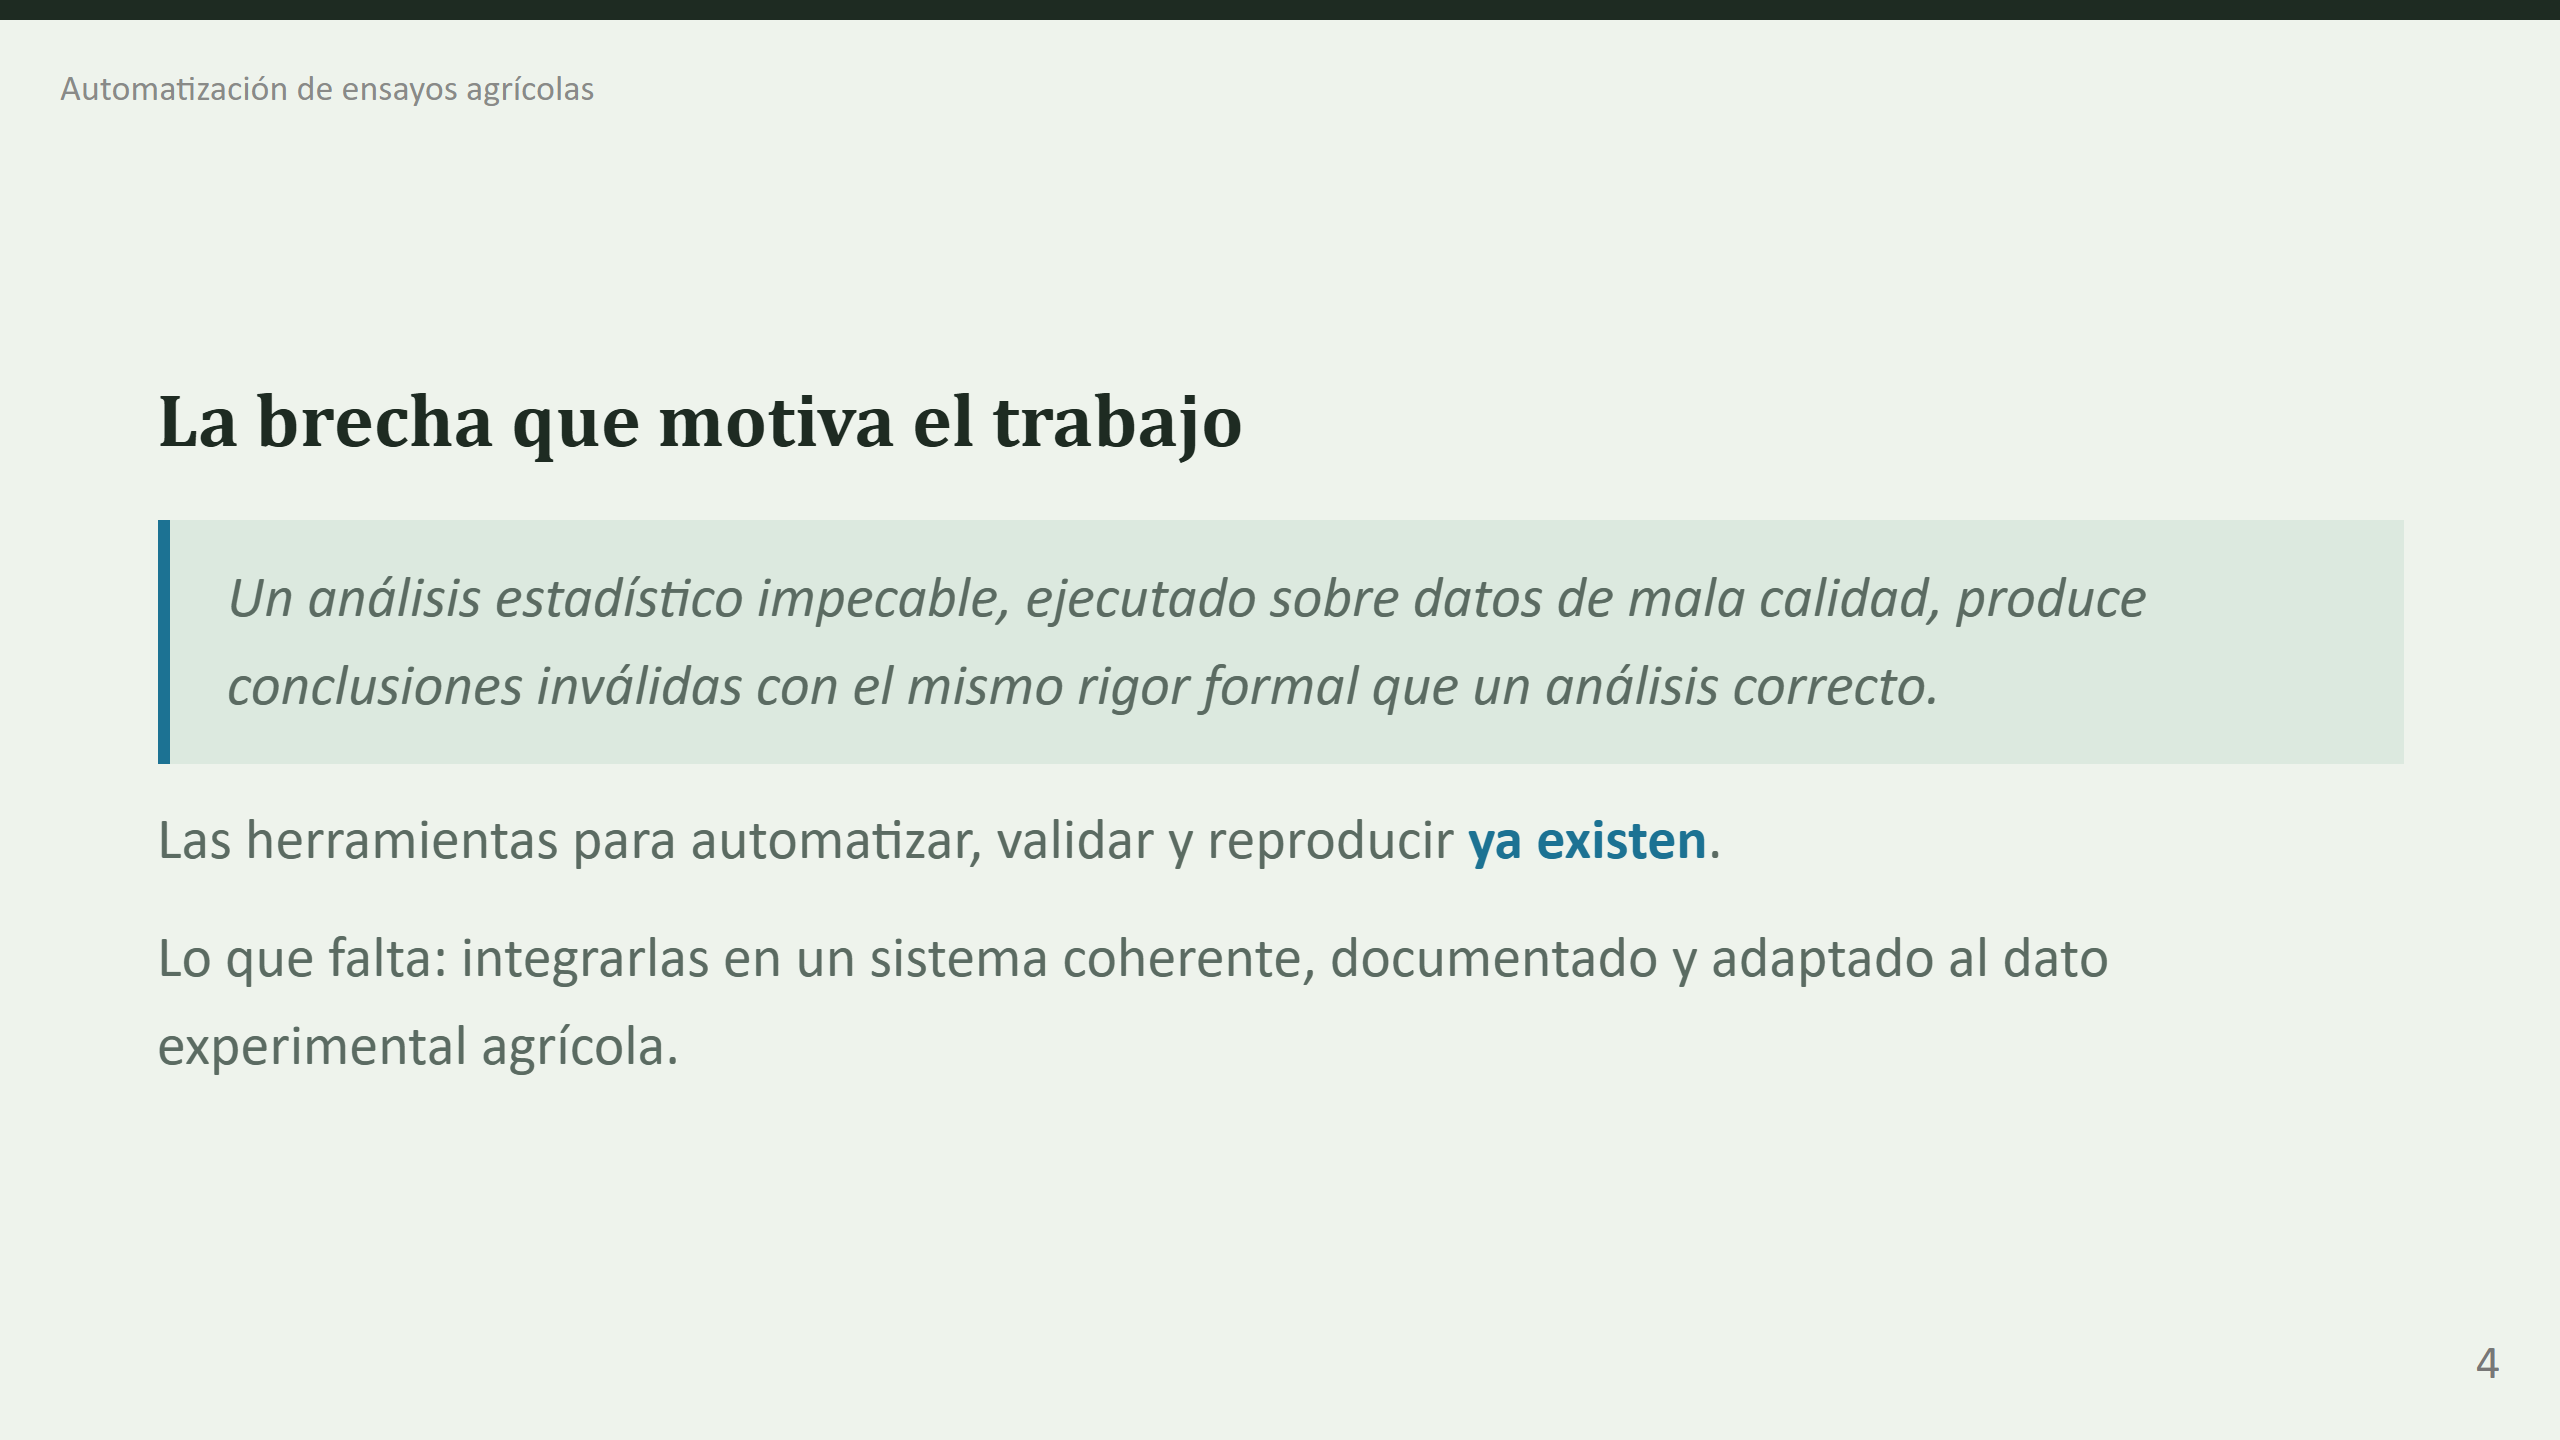 Automatización de ensayos agrícolas
La brecha que motiva el trabajo
Un análisis estadístico impecable, ejecutado sobre datos de mala calidad, produce
conclusiones inválidas con el mismo rigor formal que un análisis correcto.
Las herramientas para automatizar, validar y reproducir ya existen.
Lo que falta: integrarlas en un sistema coherente, documentado y adaptado al dato
experimental agrícola.
4